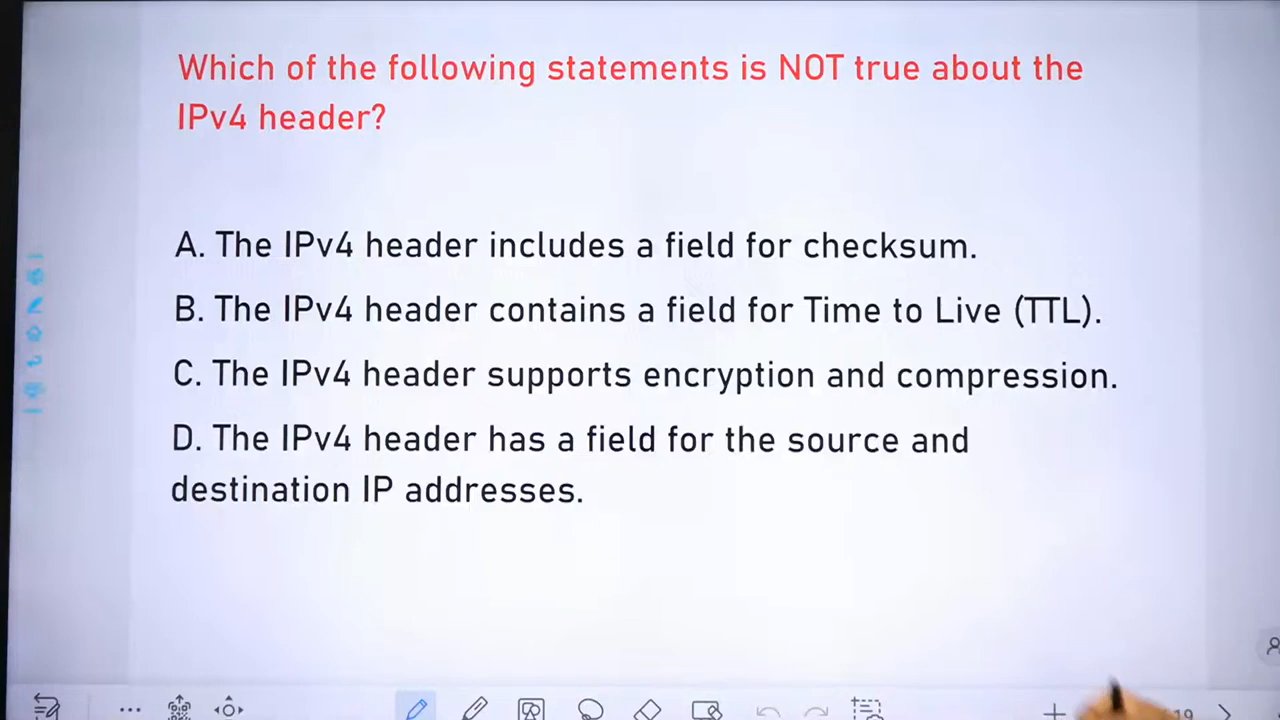 Which of the following statements is NOT true about the
IPv4 header?
A. The IPv4 header includes a field for checksum.
B. The IPv4 header contains a field for Time to Live (TTL).
C. The IPv4 header supports encryption and compression.
D. The IPv4 header has a field for the source and
destination IP addresses.
/19